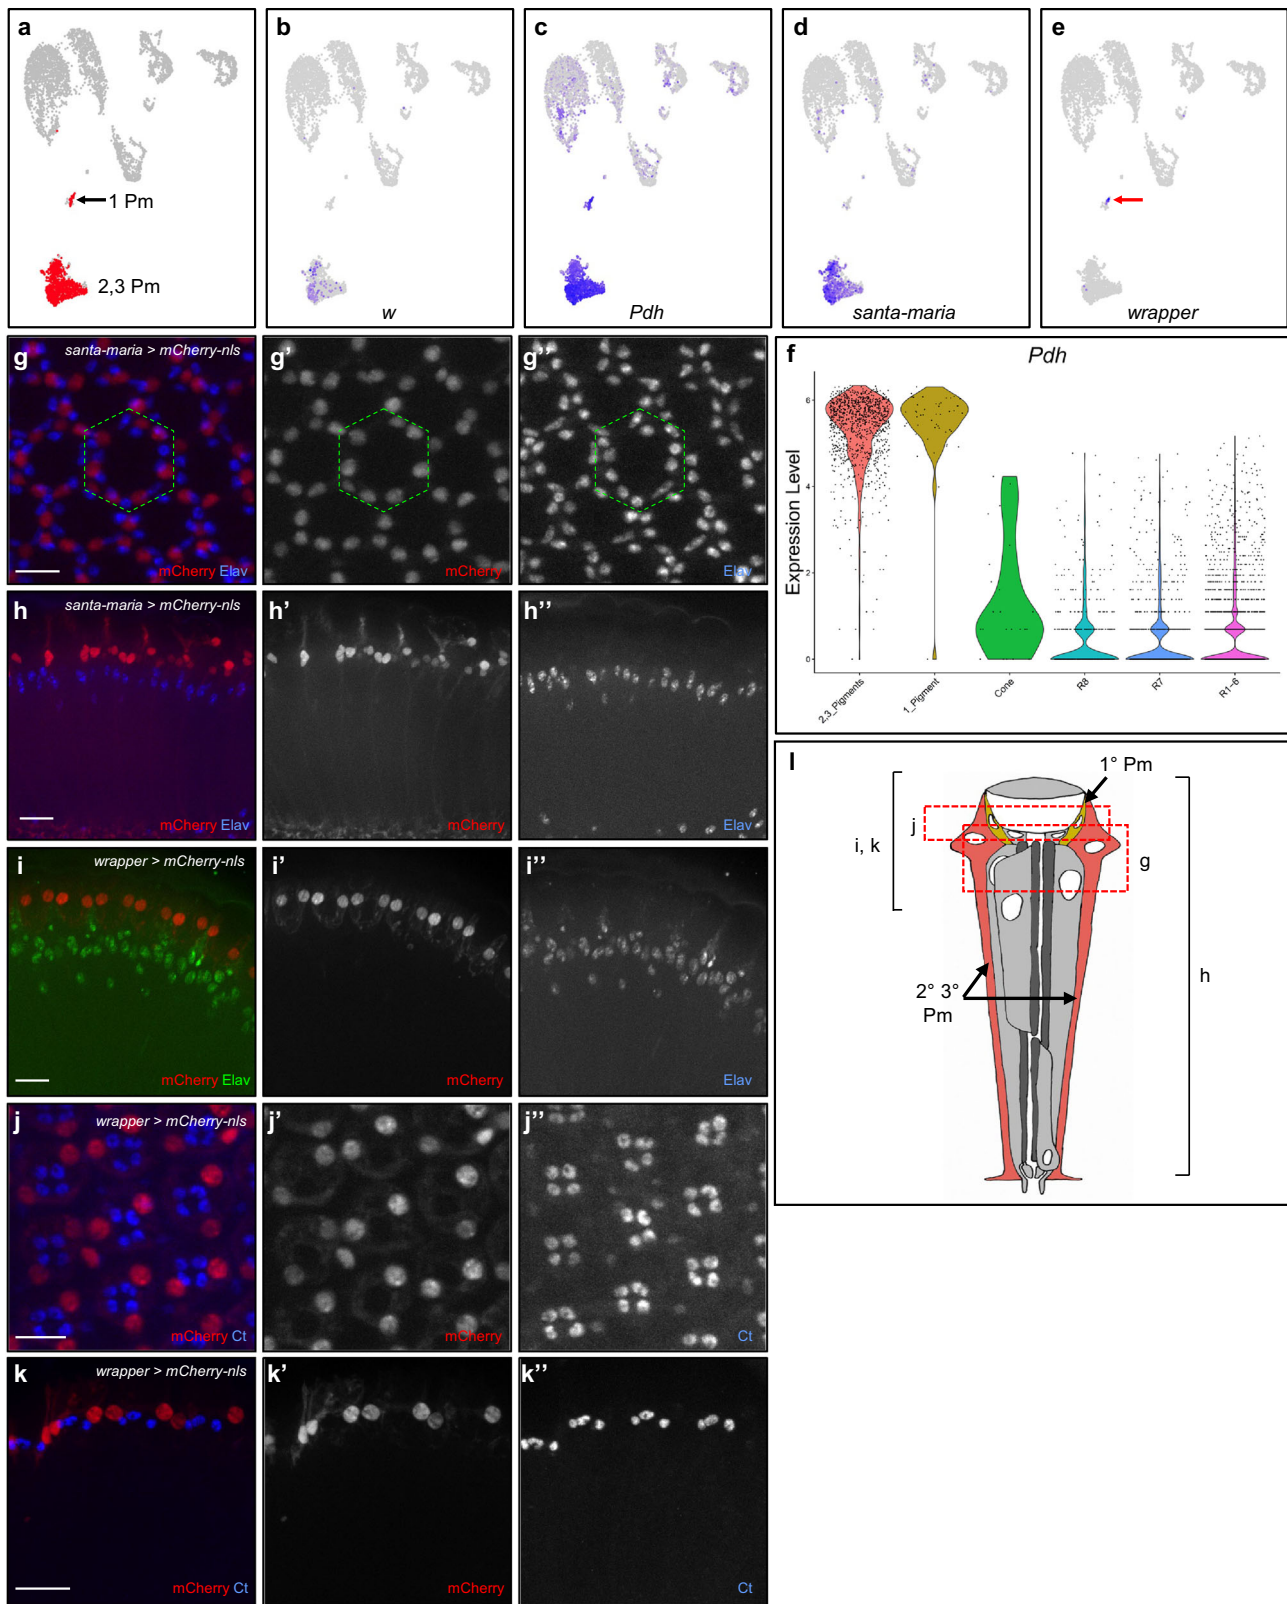 a
1 Pm
2,3 Pm
b
w
c
Pdh
d
santa-maria
e
wrapper
g
santa-maria > mCherry-nls
mCherry Elav
g’
mCherry
g’’
Elav
f
Pdh
Expression Level
6
4
2
0
2,3_Pigments
1_Pigment
Cone
R8
R7
R1-6
h
santa-maria > mCherry-nls
mCherry Elav
h’
mCherry
h’’
Elav
i
wrapper > mCherry-nls
mCherry Elav
i’
mCherry
i’’
Elav
j
wrapper > mCherry-nls
mCherry Ct
j’
mCherry
j’’
Ct
k
wrapper > mCherry-nls
mCherry Ct
k’
mCherry
k’’
Ct
l
1° Pm
j
i, k
g
h
2° 3°
Pm